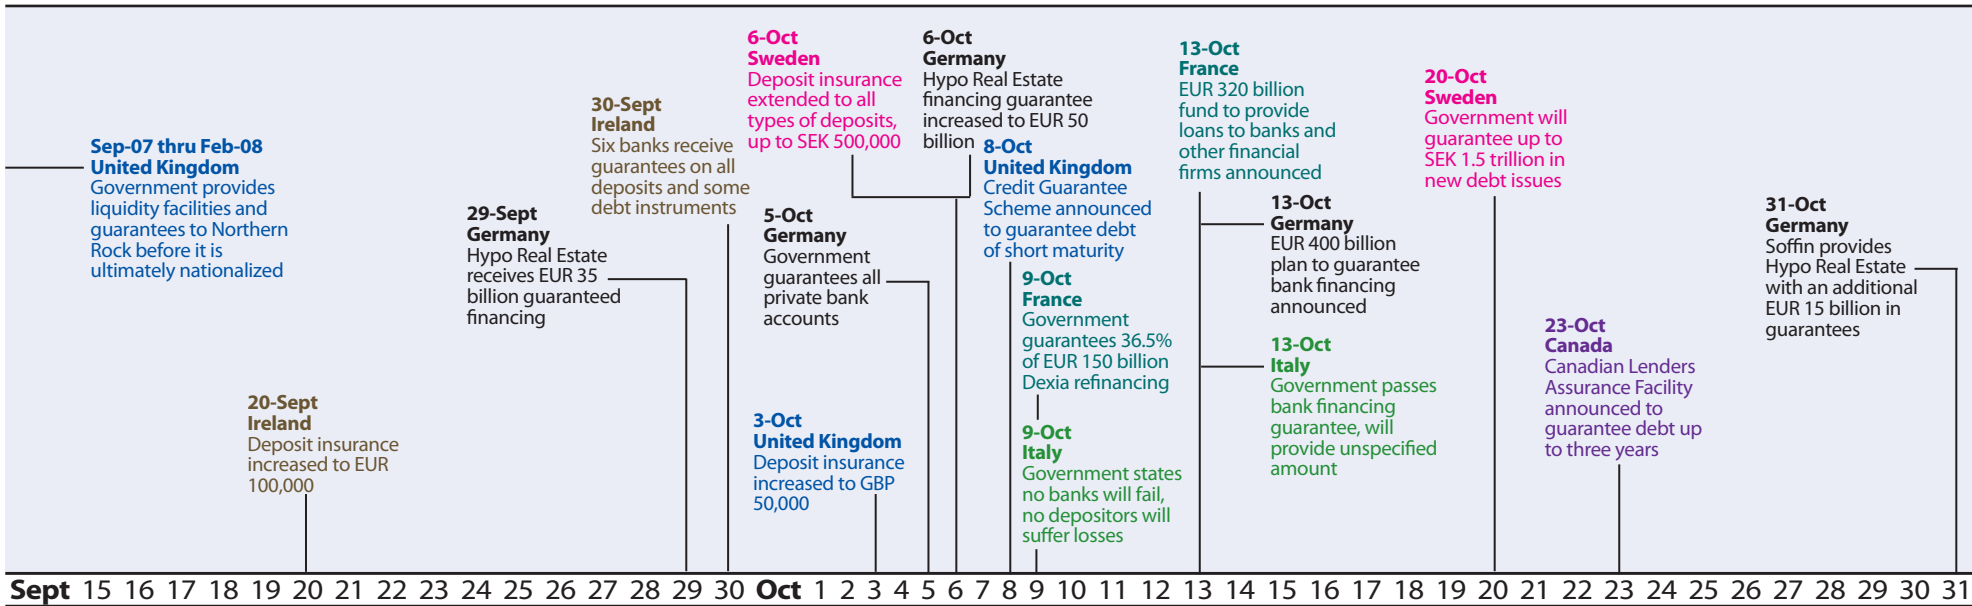 Sep-07 thru Feb-08
United Kingdom
Government provides
liquidity facilities and
guarantees to Northern
Rock before it is
ultimately nationalized
20-Sept
Ireland
Deposit insurance
increased to EUR
100,000
29-Sept
Germany
Hypo Real Estate
receives EUR 35
billion guaranteed
financing
30-Sept
Ireland
Six banks receive
guarantees on all
deposits and some
debt instruments
3-Oct
United Kingdom
Deposit insurance
increased to GBP
50,000
5-Oct
Germany
Government
guarantees all
private bank
accounts
6-Oct
Sweden
Deposit insurance
extended to all
types of deposits,
up to SEK 500,000
6-Oct
Germany
Hypo Real Estate
financing guarantee
increased to EUR 50
billion
8-Oct
United Kingdom
Credit Guarantee
Scheme announced
to guarantee debt
of short maturity
9-Oct
France
Government
guarantees 36.5%
of EUR 150 billion
Dexia refinancing
9-Oct
Italy
Government states
no banks will fail,
no depositors will
suffer losses
13-Oct
France
EUR 320 billion
fund to provide
loans to banks and
other financial
firms announced
13-Oct
Germany
EUR 400 billion
plan to guarantee
bank financing
announced
13-Oct
Italy
Government passes
bank financing
guarantee, will
provide unspecified
amount
20-Oct
Sweden
Government will
guarantee up to
SEK 1.5 trillion in
new debt issues
23-Oct
Canada
Canadian Lenders
Assurance Facility
announced to
guarantee debt up
to three years
31-Oct
Germany
Soffin provides
Hypo Real Estate
with an additional
EUR 15 billion in
guarantees
Sept 15 16 17 18 19 20 21 22 23 24 25 26 27 28 29 30 Oct 1 2 3 4 5 6 7 8 9 10 11 12 13 14 15 16 17 18 19 20 21 22 23 24 25 26 27 28 29 30 31